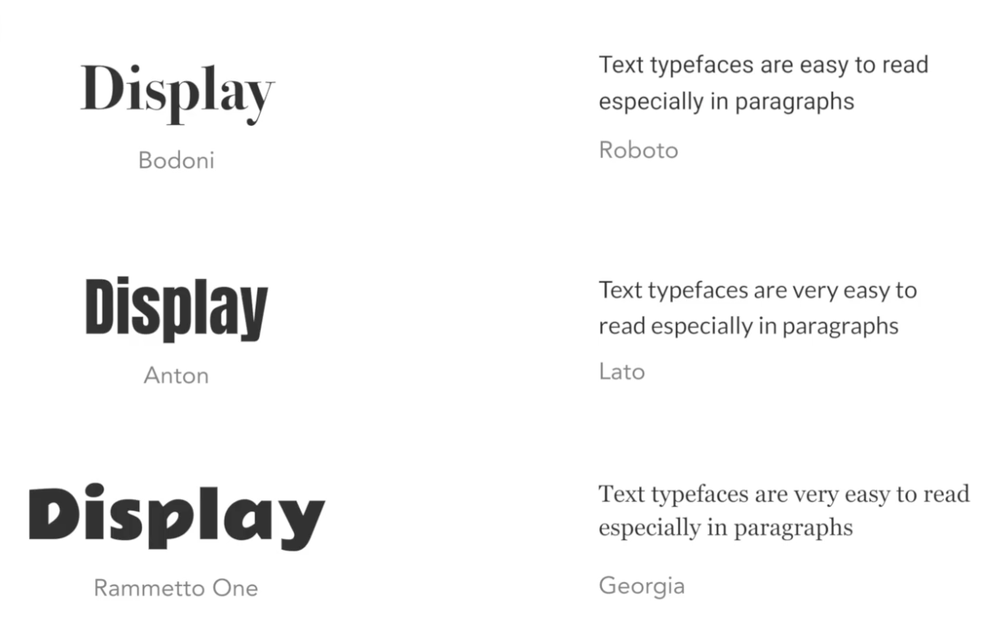 Display
Bodoni
Text typefaces are easy to read
especially in paragraphs
Roboto
Display
Anton
Text typefaces are very easy to
read especially in paragraphs
Lato
Display
Rammetto One
Text typefaces are very easy to read
especially in paragraphs
Georgia